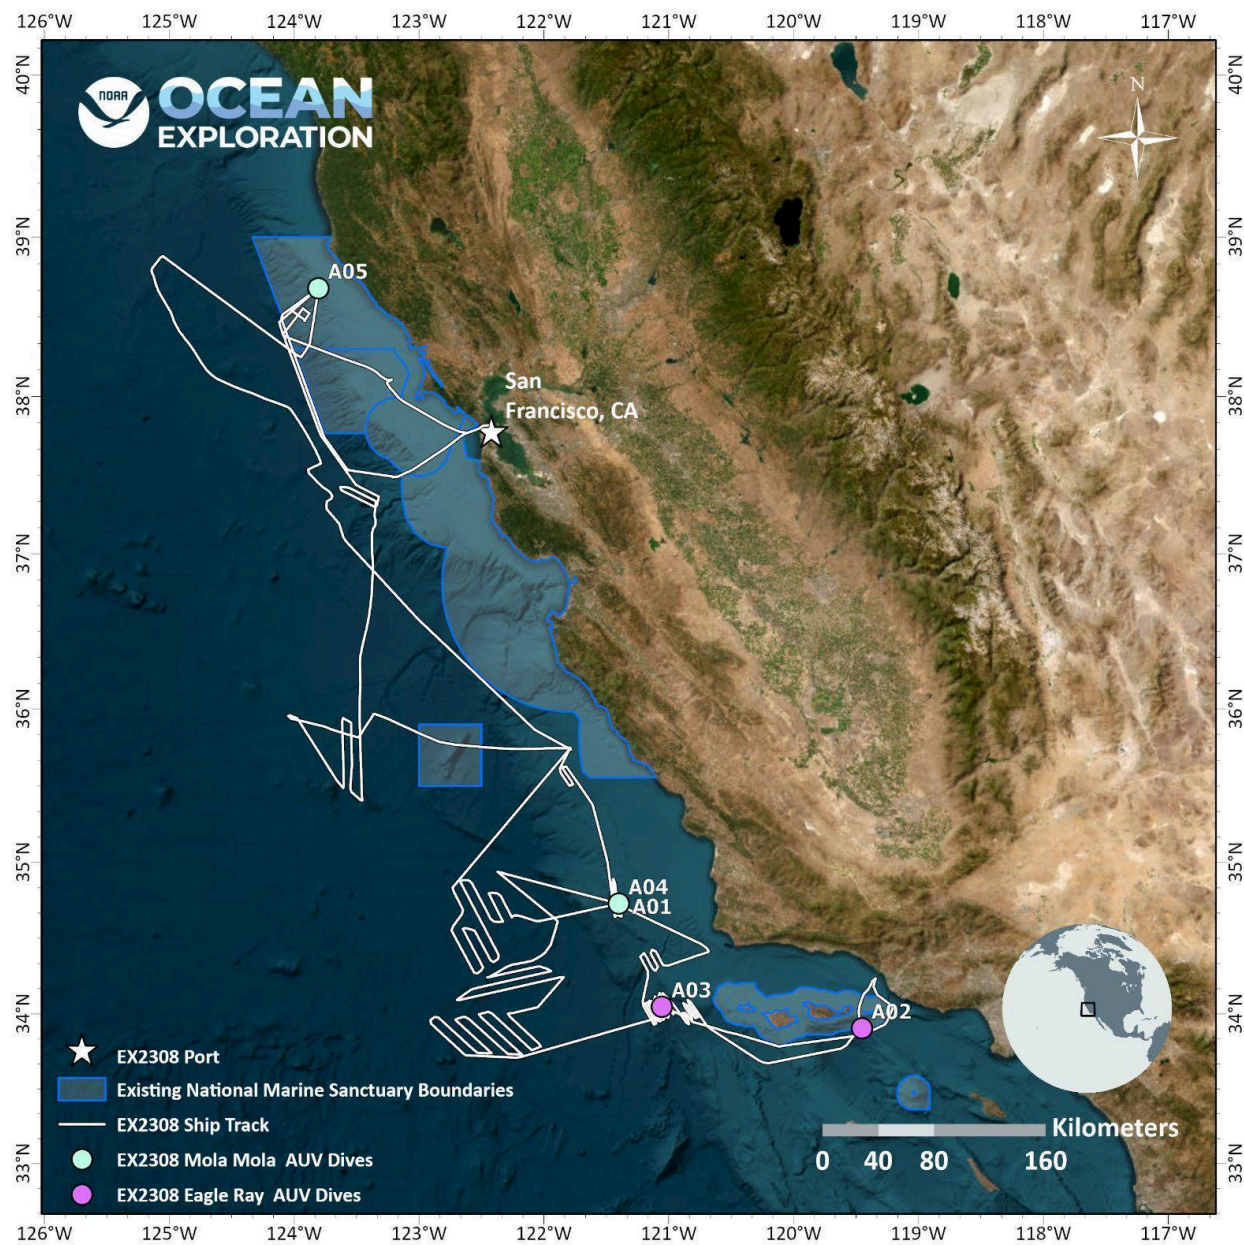 126°W 125°W 124°W 123°W 122°W 121°W 120°W 119°W 118°W 117°W
40°N 40°N
NOAA
OCEAN
EXPLORATION
N
39°N 39°N
A05
38°N 38°N
San
Francisco, CA
37°N 37°N
36°N 36°N
35°N 35°N
A04
A01
A03
34°N 34°N
A02
EX2308 Port
Existing National Marine Sanctuary Boundaries
EX2308 Ship Track
Kilometers
EX2308 Mola Mola AUV Dives
0 40 80 160
33°N 33°N
EX2308 Eagle Ray AUV Dives
126°W 125°W 124°W 123°W 122°W 121°W 120°W 119°W 118°W 117°W